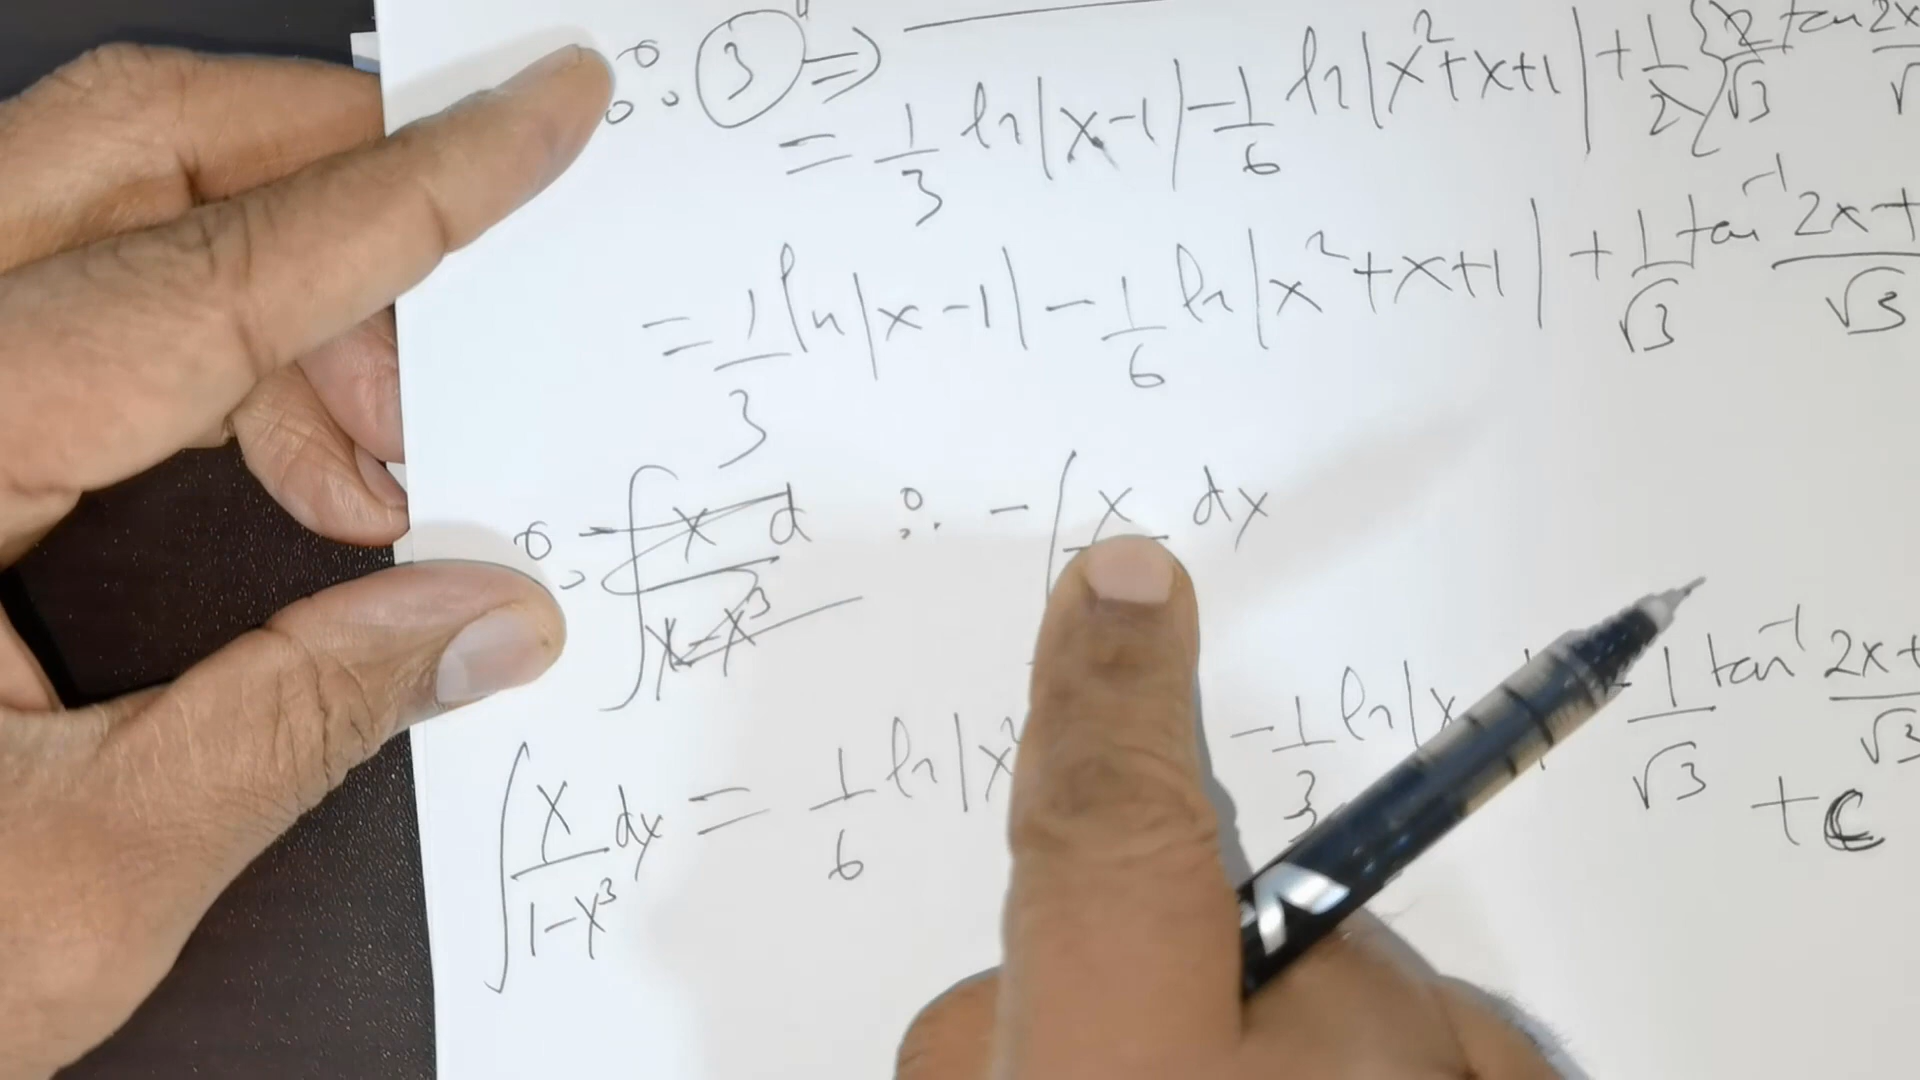 ∴ (3) ⇒
= 1/3 ln|x-1| - 1/6 ln|x²+x+1| + 1/2 { 2/√3 tan 2x/√
= 1/3 ln|x-1| - 1/6 ln|x²+x+1| + 1/√3 tan⁻¹ 2x+/√3
∴ -∫ x d / x-x³ ∴ -∫ x dx
∫ x/1-x³ dx = 1/6 ln|x² - 1/3 ln|x 1/√3 tan⁻¹ 2x+/√3
+C